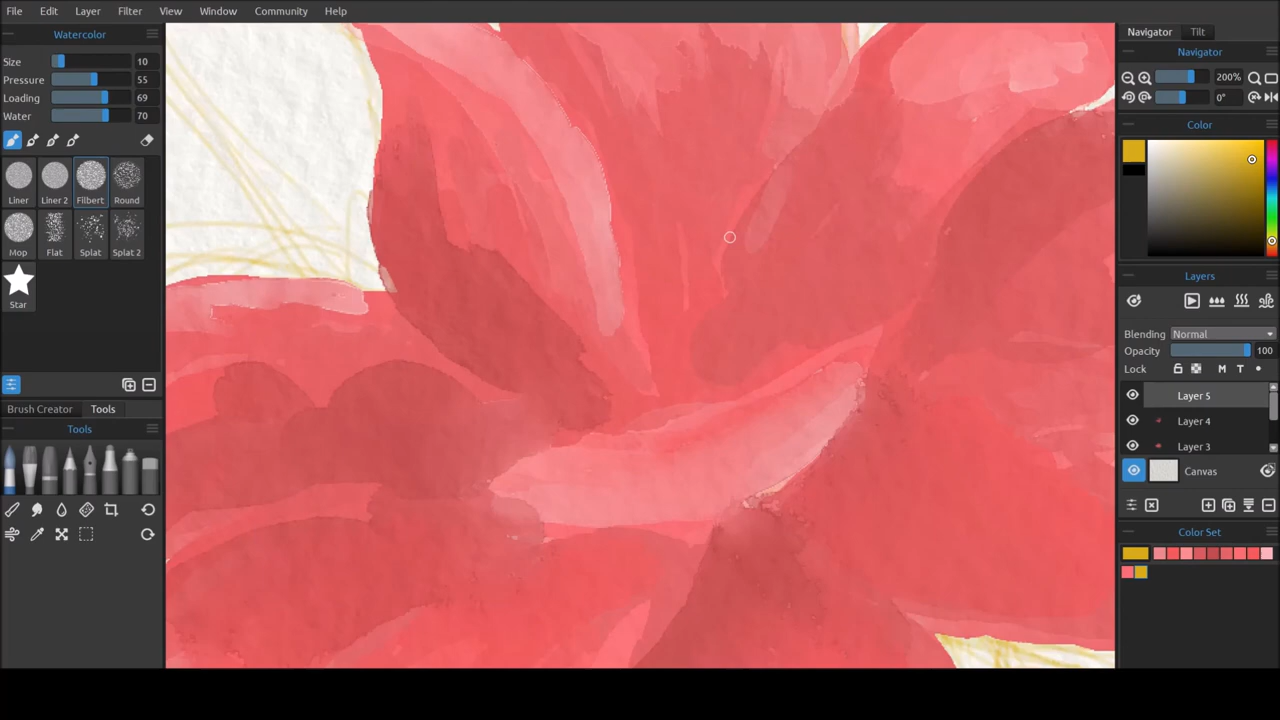 File Edit Layer Filter View Window Community Help
Watercolor
Size 10
Pressure 55
Loading 69
Water 70
Liner Liner 2 Filbert Round
Mop Flat Splat Splat 2
Star
Brush Creator Tools
Tools
Navigator Tilt
Navigator
200%
0°
Color
Layers
Blending Normal
Opacity 100
Lock M T
Layer 5
Layer 4
Layer 3
Canvas
Color Set